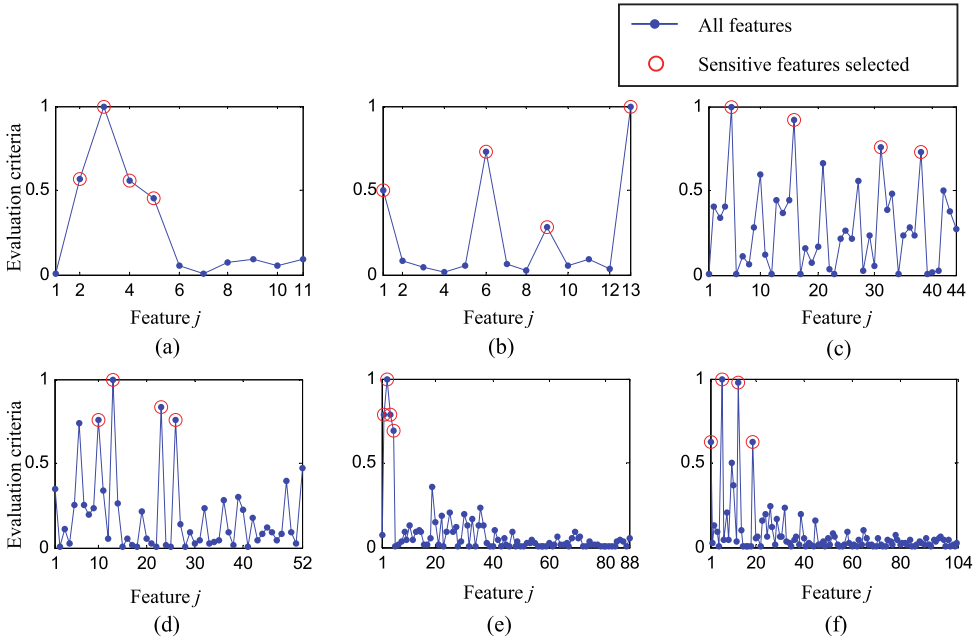 All features
Sensitive features selected
Evaluation criteria
1
0.5
0
1 2 4 6 8 10 11
Feature j
(a)
1
0.5
0
1 2 4 6 8 10 12 13
Feature j
(b)
1
0.5
0
1 10 20 30 40 44
Feature j
(c)
Evaluation criteria
1
0.5
0
1 10 20 30 40 52
Feature j
(d)
1
0.5
0
1 20 40 60 80 88
Feature j
(e)
1
0.5
0
1 20 40 60 80 104
Feature j
(f)